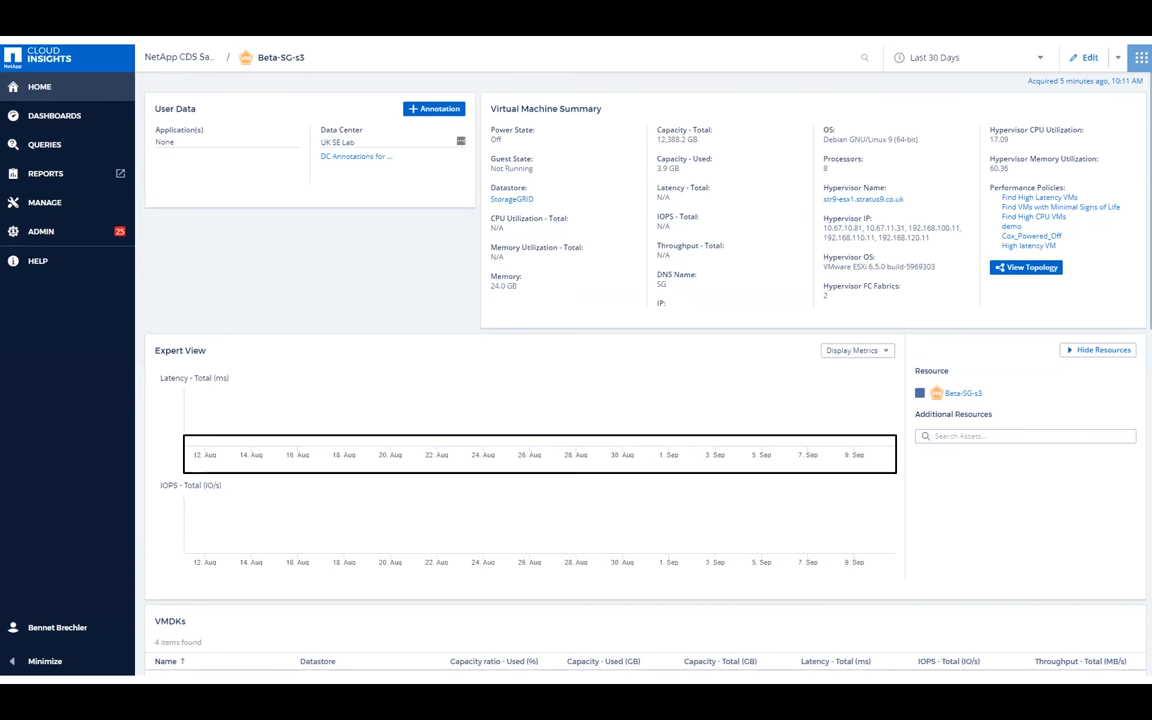 CLOUD
INSIGHTS
NetApp
HOME
DASHBOARDS
QUERIES
REPORTS
MANAGE
ADMIN 25
HELP
Bennet Brechler
Minimize
NetApp CDS Sa... / Beta-SG-s3
Last 30 Days
Edit
Acquired 5 minutes ago, 10:11 AM
User Data
+ Annotation
Application(s)
None
Data Center
UK SE Lab
DC Annotations for ...
Virtual Machine Summary
Power State:
Off
Guest State:
Not Running
Datastore:
StorageGRID
CPU Utilization - Total:
N/A
Memory Utilization - Total:
N/A
Memory:
24.0 GB
Capacity - Total:
12,388.2 GB
Capacity - Used:
3.9 GB
Latency - Total:
N/A
IOPS - Total:
N/A
Throughput - Total:
N/A
DNS Name:
SG
IP:
OS:
Debian GNU/Linux 9 (64-bit)
Processors:
8
Hypervisor Name:
str9-esx1.stratus9.co.uk
Hypervisor IP:
10.67.10.81, 10.67.11.31, 192.168.100.11,
192.168.110.11, 192.168.120.11
Hypervisor OS:
VMware ESXi 6.5.0 build-5969303
Hypervisor FC Fabrics:
2
Hypervisor CPU Utilization:
17.09
Hypervisor Memory Utilization:
60.36
Performance Policies:
Find High Latency VMs
Find VMs with Minimal Signs of Life
Find High CPU VMs
demo
Cox_Powered_Off
High latency VM
View Topology
Expert View
Display Metrics
Latency - Total (ms)
12. Aug 14. Aug 16. Aug 18. Aug 20. Aug 22. Aug 24. Aug 26. Aug 28. Aug 30. Aug 1. Sep 3. Sep 5. Sep 7. Sep 9. Sep
IOPS - Total (IO/s)
12. Aug 14. Aug 16. Aug 18. Aug 20. Aug 22. Aug 24. Aug 26. Aug 28. Aug 30. Aug 1. Sep 3. Sep 5. Sep 7. Sep 9. Sep
Hide Resources
Resource
Beta-SG-s3
Additional Resources
Search Assets...
VMDKs
4 items found
Name ↑ Datastore Capacity ratio - Used (%) Capacity - Used (GB) Capacity - Total (GB) Latency - Total (ms) IOPS - Total (IO/s) Throughput - Total (MB/s)